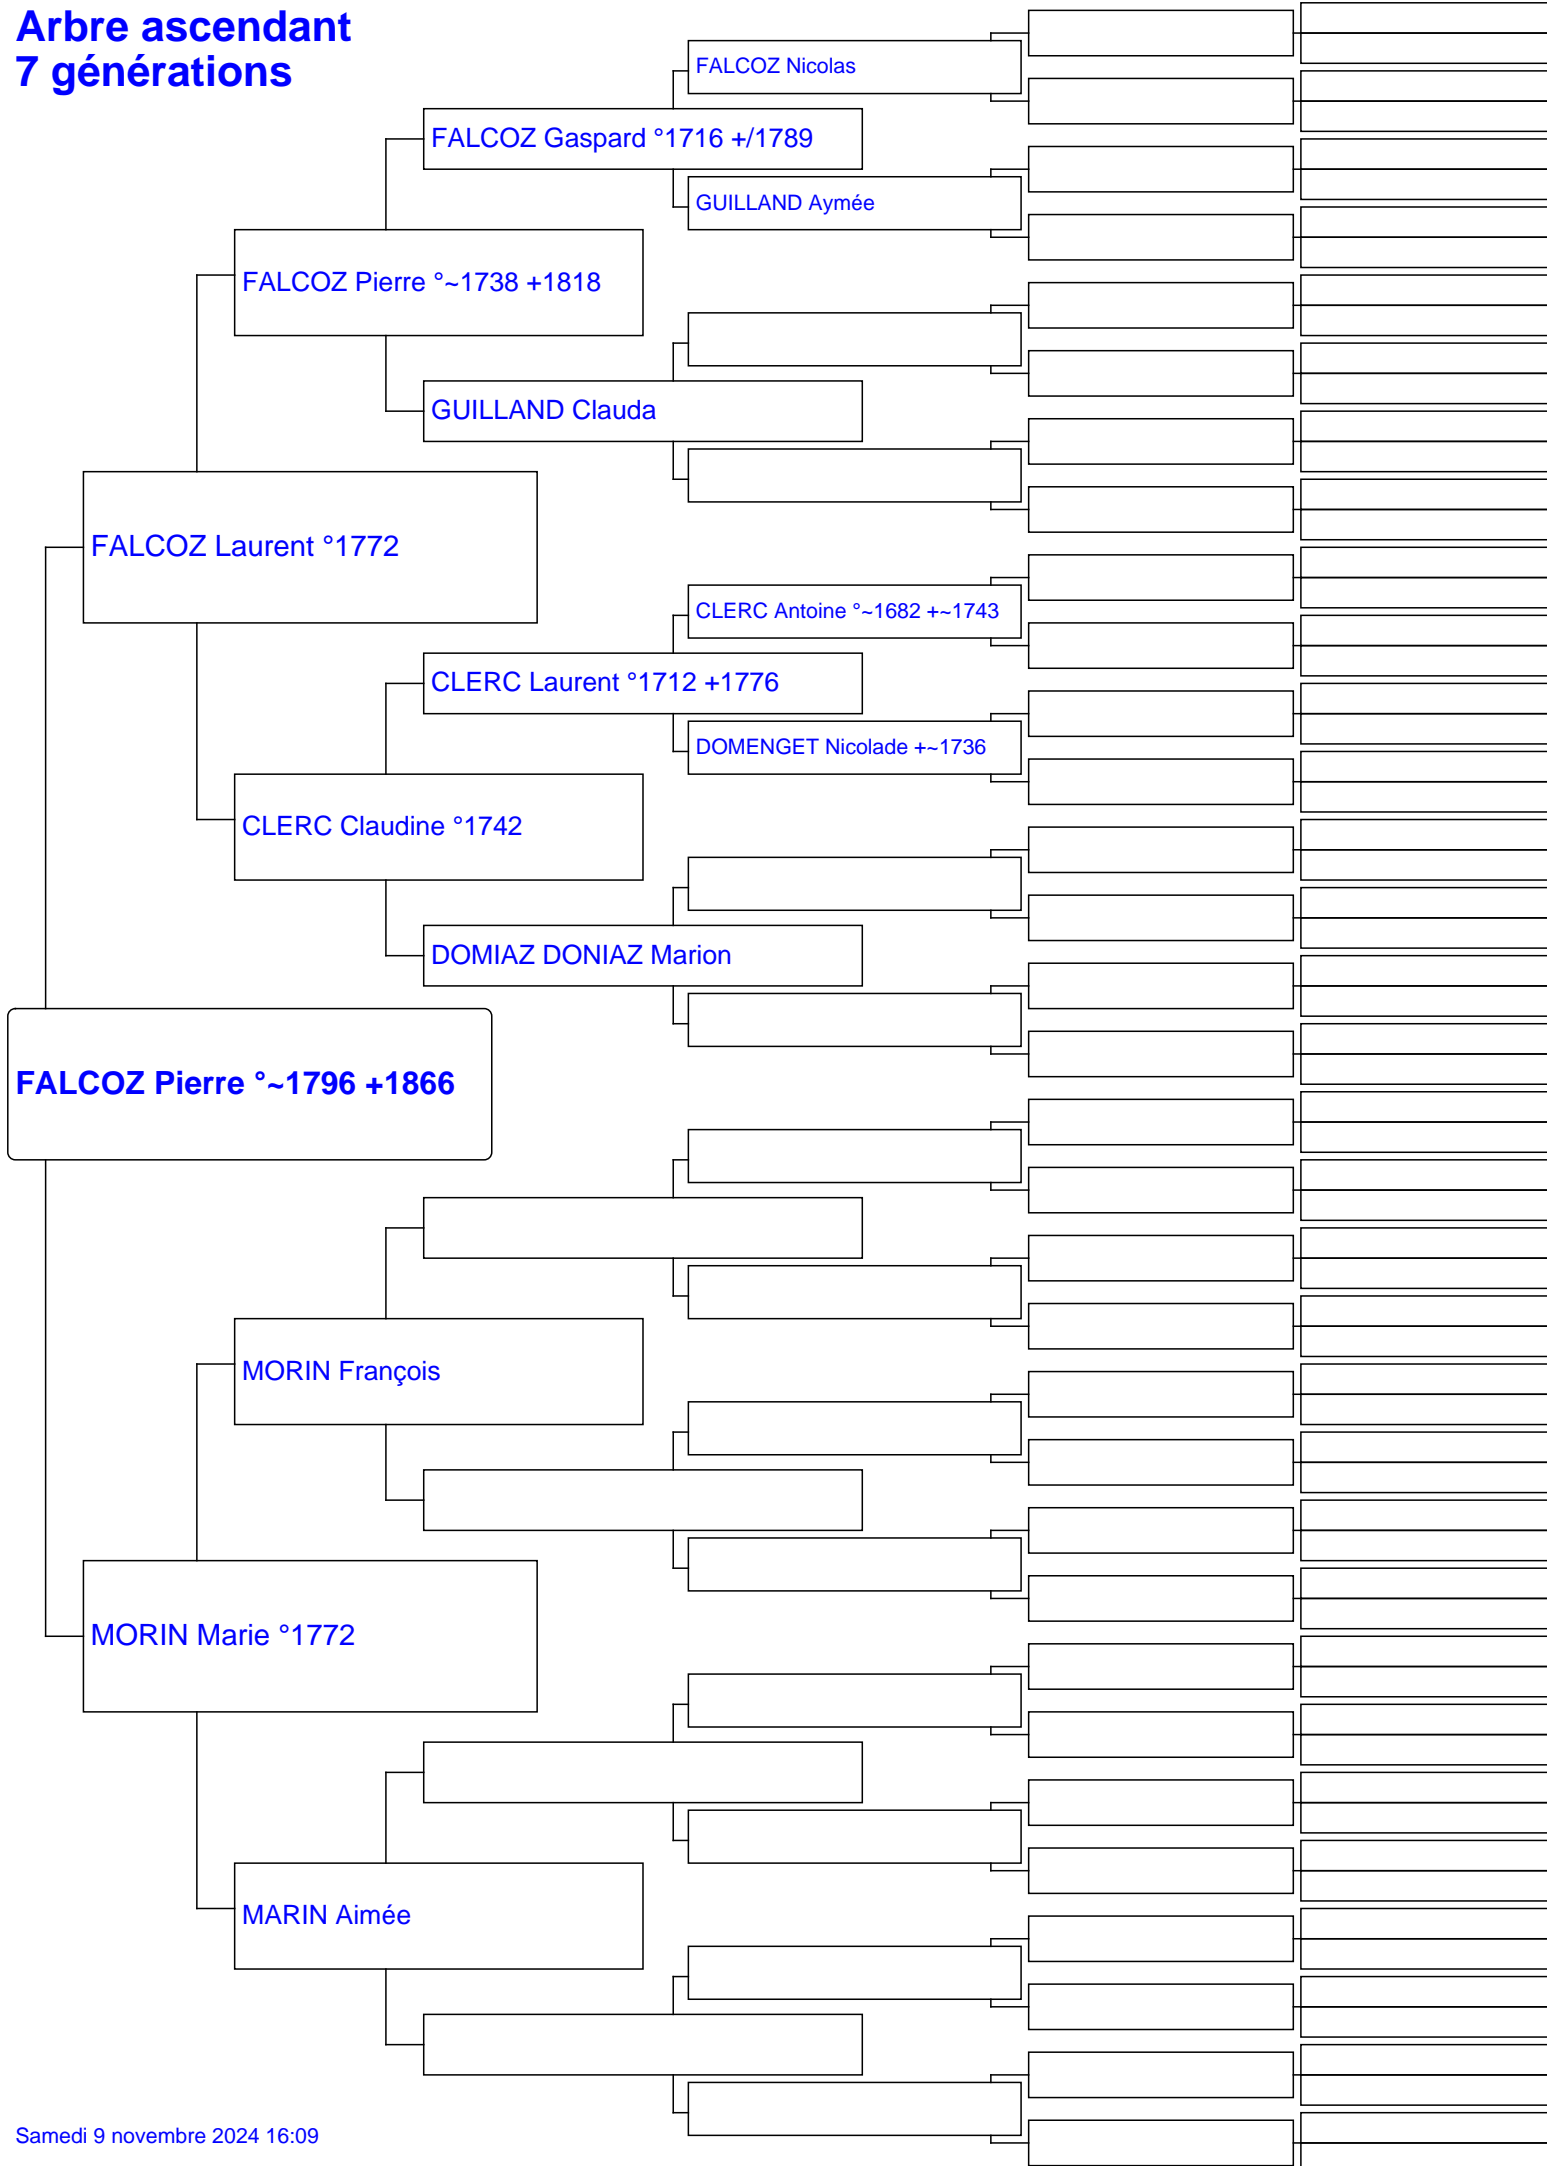 Arbre ascendant
7 générations
FALCOZ Nicolas
FALCOZ Gaspard °1716 +/1789
GUILLAND Aymée
FALCOZ Pierre °~1738 +1818
GUILLAND Clauda
FALCOZ Laurent °1772
CLERC Antoine °~1682 +~1743
CLERC Laurent °1712 +1776
DOMENGET Nicolade +~1736
CLERC Claudine °1742
DOMIAZ DONIAZ Marion
FALCOZ Pierre °~1796 +1866
MORIN François
MORIN Marie °1772
MARIN Aimée
Samedi 9 novembre 2024 16:09